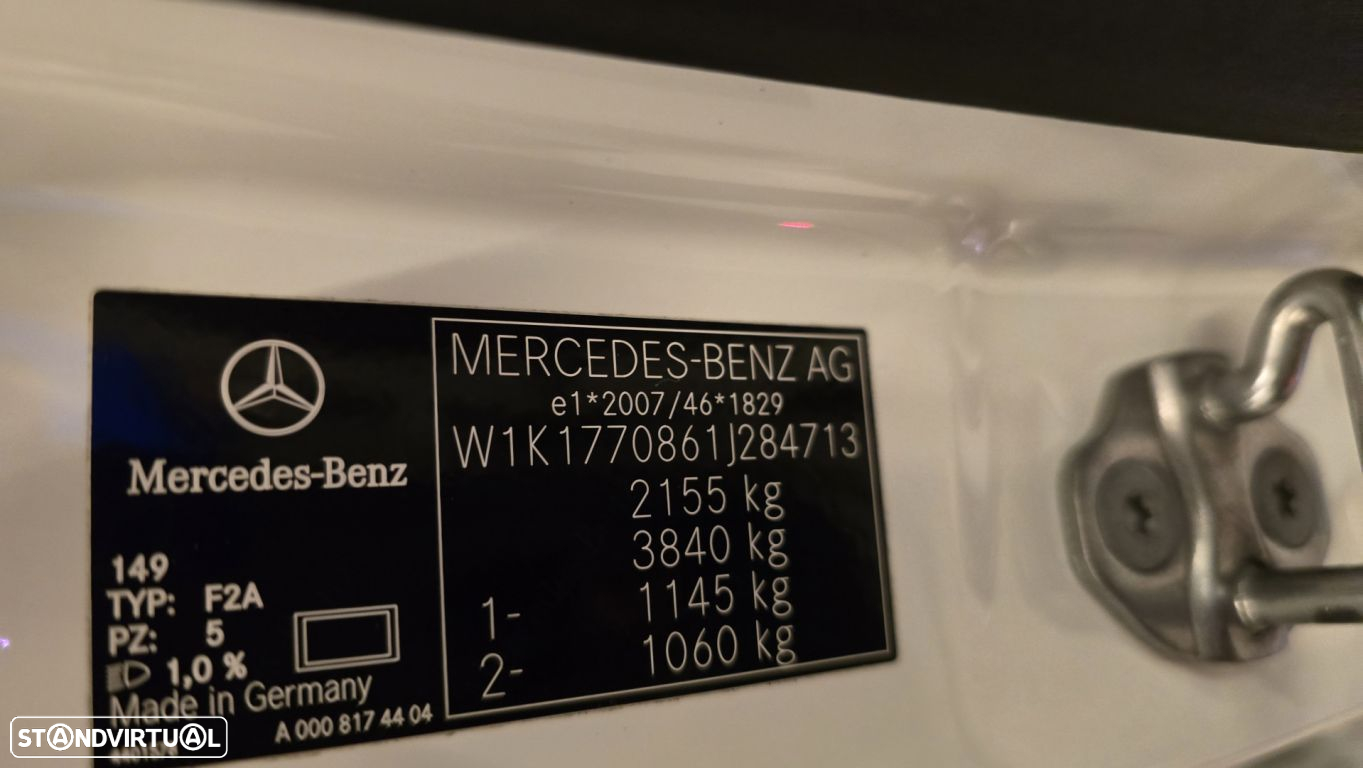 MERCEDES-BENZ AG
e1*2007/46*1829
W1K1770861J284713
2155 kg
3840 kg
1- 1145 kg
2- 1060 kg
Mercedes-Benz
149
TYP: F2A
PZ: 5
1,0 %
Made in Germany
A 000 817 44 04
STANDVIRTUAL